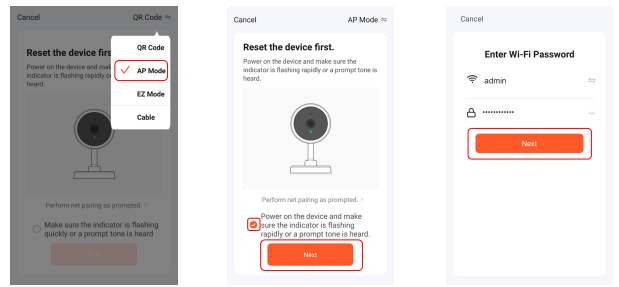 Cancel
QR Code
QR Code
Reset the device firs
AP Mode
Power on the device and mak
indicator is flashing rapidly o
heard.
EZ Mode
Cable
Perform net pairing as prompted. >
Make sure the indicator is flashing
quickly or a prompt tone is heard
Next
Cancel
AP Mode
Reset the device first.
Power on the device and make sure the
indicator is flashing rapidly or a prompt tone is
heard.
Perform net pairing as prompted. >
Power on the device and make
sure the indicator is flashing
rapidly or a prompt tone is heard.
Next
Cancel
Enter Wi-Fi Password
admin
••••••••••••
Next